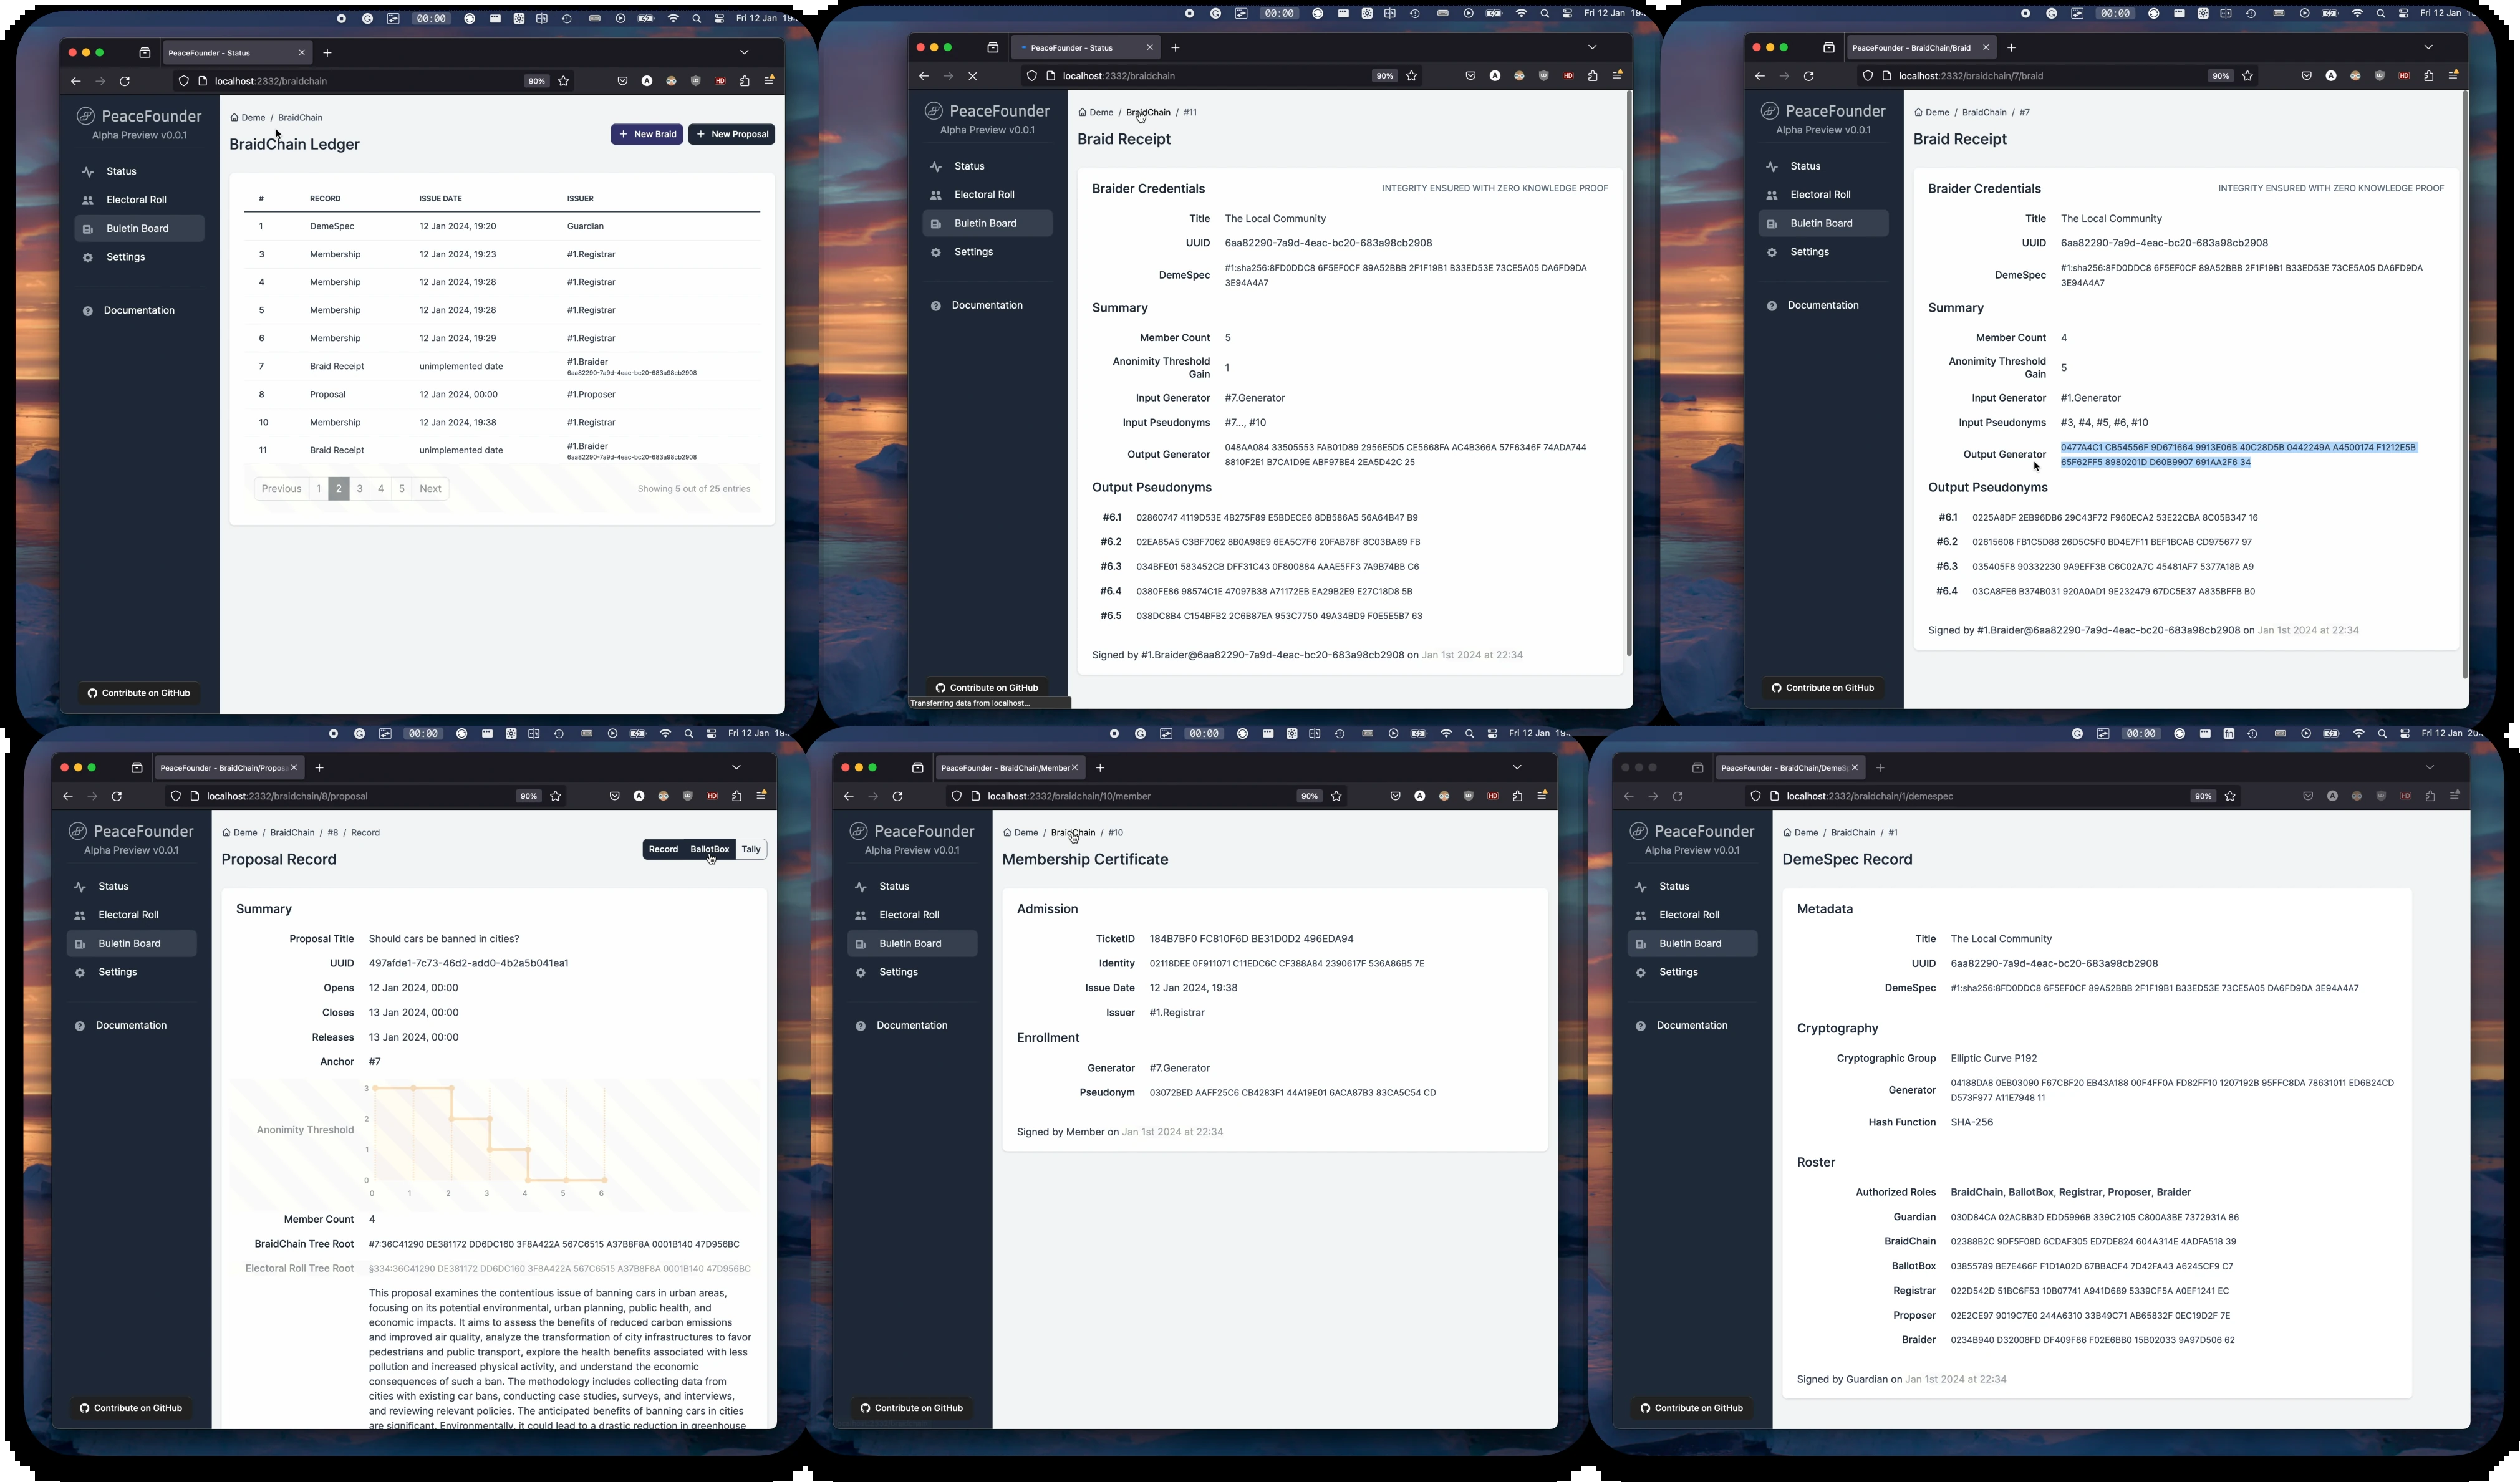 00:00
Fri 12 Jan 19:
PeaceFounder - Status
localhost:2332/braidchain
90%
PeaceFounder
Alpha Preview v0.0.1
Status
Electoral Roll
Buletin Board
Settings
Documentation
Contribute on GitHub
Deme / BraidChain
BraidChain Ledger
+ New Braid
+ New Proposal
# RECORD ISSUE DATE ISSUER
1 DemeSpec 12 Jan 2024, 19:20 Guardian
3 Membership 12 Jan 2024, 19:23 #1.Registrar
4 Membership 12 Jan 2024, 19:28 #1.Registrar
5 Membership 12 Jan 2024, 19:28 #1.Registrar
6 Membership 12 Jan 2024, 19:29 #1.Registrar
7 Braid Receipt unimplemented date #1.Braider
6aa82290-7a9d-4eac-bc20-683a98cb2908
8 Proposal 12 Jan 2024, 00:00 #1.Proposer
10 Membership 12 Jan 2024, 19:38 #1.Registrar
11 Braid Receipt unimplemented date #1.Braider
6aa82290-7a9d-4eac-bc20-683a98cb2908
Previous 1 2 3 4 5 Next
Showing 5 out of 25 entries
00:00
Fri 12 Jan 19:
PeaceFounder - Status
localhost:2332/braidchain
90%
PeaceFounder
Alpha Preview v0.0.1
Status
Electoral Roll
Buletin Board
Settings
Documentation
Contribute on GitHub
Transferring data from localhost...
Deme / BraidChain / #11
Braid Receipt
Braider Credentials
INTEGRITY ENSURED WITH ZERO KNOWLEDGE PROOF
Title The Local Community
UUID 6aa82290-7a9d-4eac-bc20-683a98cb2908
DemeSpec #1:sha256:8FD0DDC8 6F5EF0CF 89A52BBB 2F1F19B1 B33ED53E 73CE5A05 DA6FD9DA
3E94A4A7
Summary
Member Count 5
Anonimity Threshold
Gain 1
Input Generator #7.Generator
Input Pseudonyms #7..., #10
Output Generator 048AA084 33505553 FAB01D89 2956E5D5 CE5668FA AC4B366A 57F6346F 74ADA744
8810F2E1 B7CA1D9E ABF97BE4 2EA5D42C 25
Output Pseudonyms
#6.1 02860747 4119D53E 4B275F89 E5BDECE6 8DB586A5 56A64B47 B9
#6.2 02EA85A5 C3BF7062 8B0A98E9 6EA5C7F6 20FAB78F 8C03BA89 FB
#6.3 034BFE01 583452CB DFF31C43 0F800884 AAAE5FF3 7A9B74BB C6
#6.4 0380FE86 98574C1E 47097B38 A71172EB EA29B2E9 E27C18D8 5B
#6.5 038DC8B4 C154BFB2 2C6B87EA 953C7750 49A34BD9 F0E5E5B7 63
Signed by #1.Braider@6aa82290-7a9d-4eac-bc20-683a98cb2908 on Jan 1st 2024 at 22:34
00:00
Fri 12 Jan
PeaceFounder - BraidChain/Braid
localhost:2332/braidchain/7/braid
90%
PeaceFounder
Alpha Preview v0.0.1
Status
Electoral Roll
Buletin Board
Settings
Documentation
Contribute on GitHub
Deme / BraidChain / #7
Braid Receipt
Braider Credentials
INTEGRITY ENSURED WITH ZERO KNOWLEDGE PROOF
Title The Local Community
UUID 6aa82290-7a9d-4eac-bc20-683a98cb2908
DemeSpec #1:sha256:8FD0DDC8 6F5EF0CF 89A52BBB 2F1F19B1 B33ED53E 73CE5A05 DA6FD9DA
3E94A4A7
Summary
Member Count 4
Anonimity Threshold
Gain 5
Input Generator #1.Generator
Input Pseudonyms #3, #4, #5, #6, #10
Output Generator 0477A4C1 CB54556F 9D671664 9913E06B 40C28D5B 0442249A A4500174 F1212E5B
65F62FF5 8980201D D60B9907 691AA2F6 34
Output Pseudonyms
#6.1 0225A8DF 2EB96DB6 29C43F72 F960ECA2 53E22CBA 8C05B347 16
#6.2 02615608 FB1C5D88 26D5C5F0 BD4E7F11 BEF1BCAB CD975677 97
#6.3 035405F8 90332230 9A9EFF3B C6C02A7C 45481AF7 5377A18B A9
#6.4 03CA8FE6 B374B031 920A0AD1 9E232479 67DC5E37 A835BFFB B0
Signed by #1.Braider@6aa82290-7a9d-4eac-bc20-683a98cb2908 on Jan 1st 2024 at 22:34
00:00
Fri 12 Jan 19:
PeaceFounder - BraidChain/Propos
localhost:2332/braidchain/8/proposal
90%
PeaceFounder
Alpha Preview v0.0.1
Status
Electoral Roll
Buletin Board
Settings
Documentation
Contribute on GitHub
Deme / BraidChain / #8 / Record
Proposal Record
Record BallotBox Tally
Summary
Proposal Title Should cars be banned in cities?
UUID 497afde1-7c73-46d2-add0-4b2a5b041ea1
Opens 12 Jan 2024, 00:00
Closes 13 Jan 2024, 00:00
Releases 13 Jan 2024, 00:00
Anchor #7
Anonimity Threshold
3
2
1
0
0 1 2 3 4 5 6
Member Count 4
BraidChain Tree Root #7:36C41290 DE381172 DD6DC160 3F8A422A 567C6515 A37B8F8A 0001B140 47D956BC
Electoral Roll Tree Root §334:36C41290 DE381172 DD6DC160 3F8A422A 567C6515 A37B8F8A 0001B140 47D956BC
This proposal examines the contentious issue of banning cars in urban areas,
focusing on its potential environmental, urban planning, public health, and
economic impacts. It aims to assess the benefits of reduced carbon emissions
and improved air quality, analyze the transformation of city infrastructures to favor
pedestrians and public transport, explore the health benefits associated with less
pollution and increased physical activity, and understand the economic
consequences of such a ban. The methodology includes collecting data from
cities with existing car bans, conducting case studies, surveys, and interviews,
and reviewing relevant policies. The anticipated benefits of banning cars in cities
are significant. Environmentally, it could lead to a drastic reduction in greenhouse
00:00
Fri 12 Jan 19:
PeaceFounder - BraidChain/Member
localhost:2332/braidchain/10/member
90%
PeaceFounder
Alpha Preview v0.0.1
Status
Electoral Roll
Buletin Board
Settings
Documentation
Contribute on GitHub
Deme / BraidChain / #10
Membership Certificate
Admission
TicketID 184B7BF0 FC810F6D BE31D0D2 496EDA94
Identity 02118DEE 0F911071 C11EDC6C CF388A84 2390617F 536A86B5 7E
Issue Date 12 Jan 2024, 19:38
Issuer #1.Registrar
Enrollment
Generator #7.Generator
Pseudonym 03072BED AAFF25C6 CB4283F1 44A19E01 6ACA87B3 83CA5C54 CD
Signed by Member on Jan 1st 2024 at 22:34
00:00
Fri 12 Jan 20:
PeaceFounder - BraidChain/DemeS
localhost:2332/braidchain/1/demespec
90%
PeaceFounder
Alpha Preview v0.0.1
Status
Electoral Roll
Buletin Board
Settings
Documentation
Contribute on GitHub
Deme / BraidChain / #1
DemeSpec Record
Metadata
Title The Local Community
UUID 6aa82290-7a9d-4eac-bc20-683a98cb2908
DemeSpec #1:sha256:8FD0DDC8 6F5EF0CF 89A52BBB 2F1F19B1 B33ED53E 73CE5A05 DA6FD9DA 3E94A4A7
Cryptography
Cryptographic Group Elliptic Curve P192
Generator 04188DA8 0EB03090 F67CBF20 EB43A188 00F4FF0A FD82FF10 1207192B 95FFC8DA 78631011 ED6B24CD
D573F977 A11E7948 11
Hash Function SHA-256
Roster
Authorized Roles BraidChain, BallotBox, Registrar, Proposer, Braider
Guardian 030D84CA 02ACBB3D EDD5996B 339C2105 C800A3BE 7372931A 86
BraidChain 02388B2C 9DF5F08D 6CDAF305 ED7DE824 604A314E 4ADFA518 39
BallotBox 03855789 BE7E466F F1D1A02D 67BBACF4 7D42FA43 A6245CF9 C7
Registrar 022D542D 51BC6F53 10B07741 A941D689 5339CF5A A0EF1241 EC
Proposer 02E2CE97 9019C7E0 244A6310 33B49C71 AB65832F 0EC19D2F 7E
Braider 0234B940 D32008FD DF409F86 F02E6BB0 15B02033 9A97D506 62
Signed by Guardian on Jan 1st 2024 at 22:34